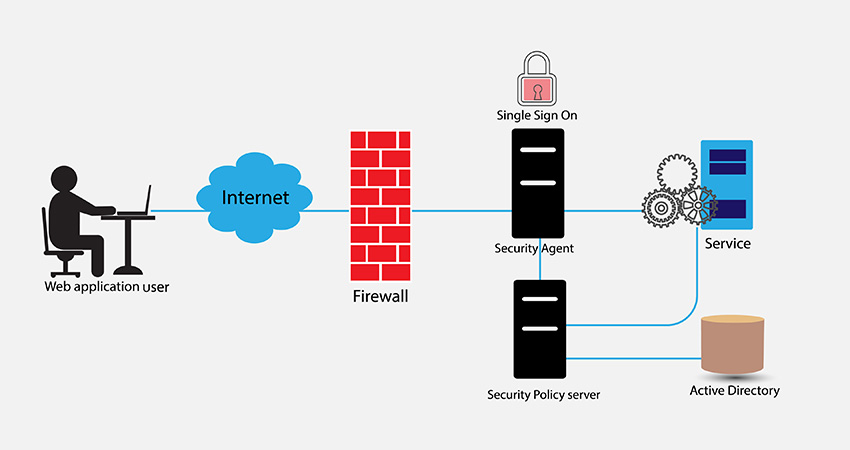 Single Sign On
Internet
Security Agent
Service
Web application user
Firewall
Security Policy server
Active Directory